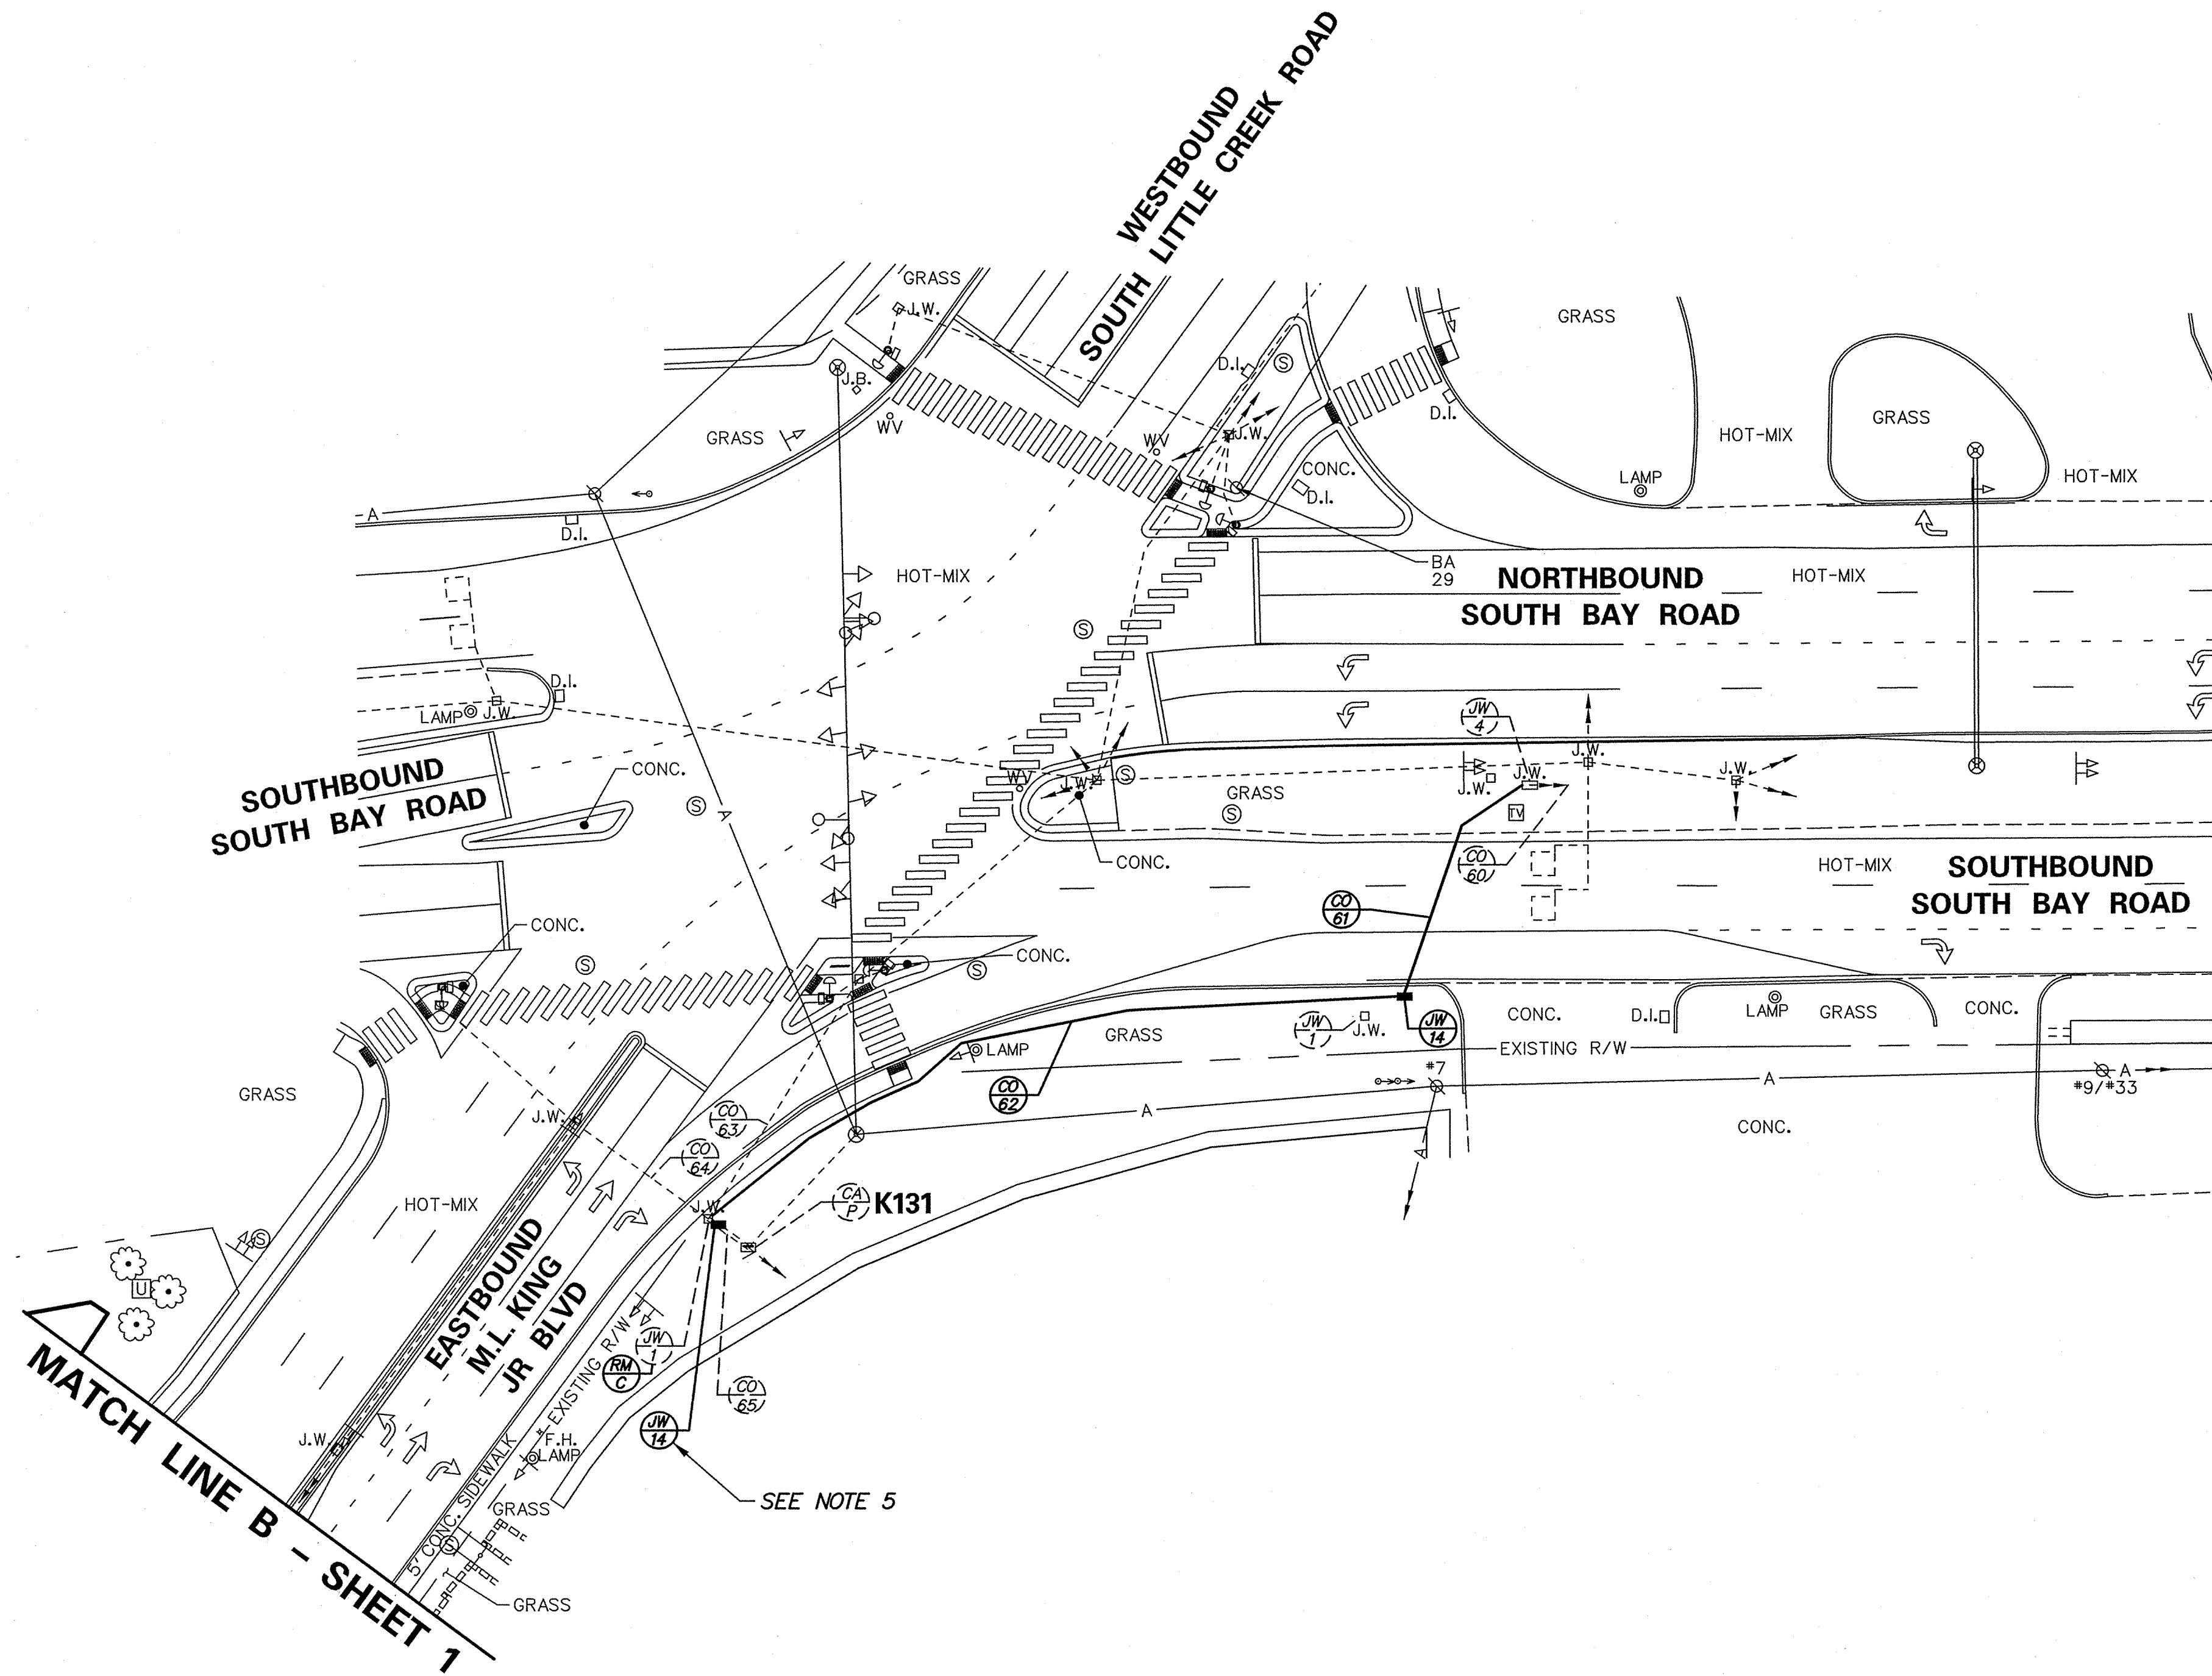 WESTBOUND
SOUTH LITTLE CREEK ROAD
GRASS
J.W.
J.B.
WV
GRASS
A
D.I.
D.I.
S
WV
J.W.
CONC.
D.I.
D.I.
GRASS
HOT-MIX
GRASS
LAMP
HOT-MIX
HOT-MIX
BA
29
NORTHBOUND
SOUTH BAY ROAD
HOT-MIX
S
D.I.
LAMP
J.W.
SOUTHBOUND
SOUTH BAY ROAD
CONC.
S
A
WV
J.W.
S
GRASS
S
CONC.
JW
4
J.W.
J.W.
J.W.
J.W.
TV
CO
60
HOT-MIX
SOUTHBOUND
SOUTH BAY ROAD
CO
61
CONC.
S
CONC.
S
GRASS
LAMP
CO
62
JW
1
J.W.
JW
14
CONC.
D.I.
LAMP
GRASS
CONC.
EXISTING R/W
#7
A
A
A
#9/#33
A
CONC.
GRASS
J.W.
CO
63
CO
64
J.W.
CA
P
K131
HOT-MIX
S
U
EASTBOUND
M.L. KING
JR BLVD
EXISTING R/W
JW
1
RM
C
CO
65
JW
14
SEE NOTE 5
J.W.
F.H.
LAMP
5' CONC. SIDEWALK
GRASS
S
GRASS
MATCH LINE B - SHEET 1